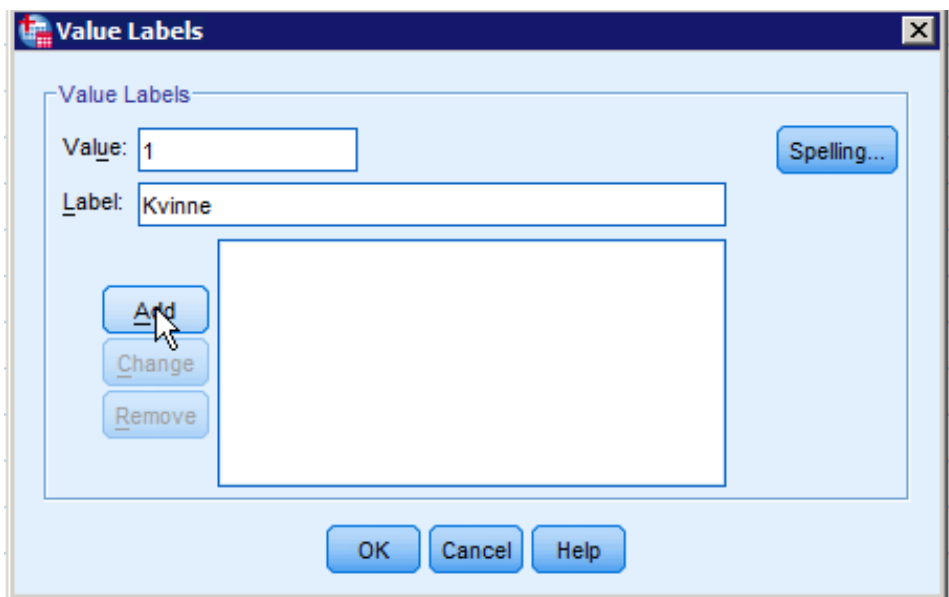 Value Labels
Value Labels
Value: 1
Spelling...
Label: Kvinne
Add
Change
Remove
OK Cancel Help